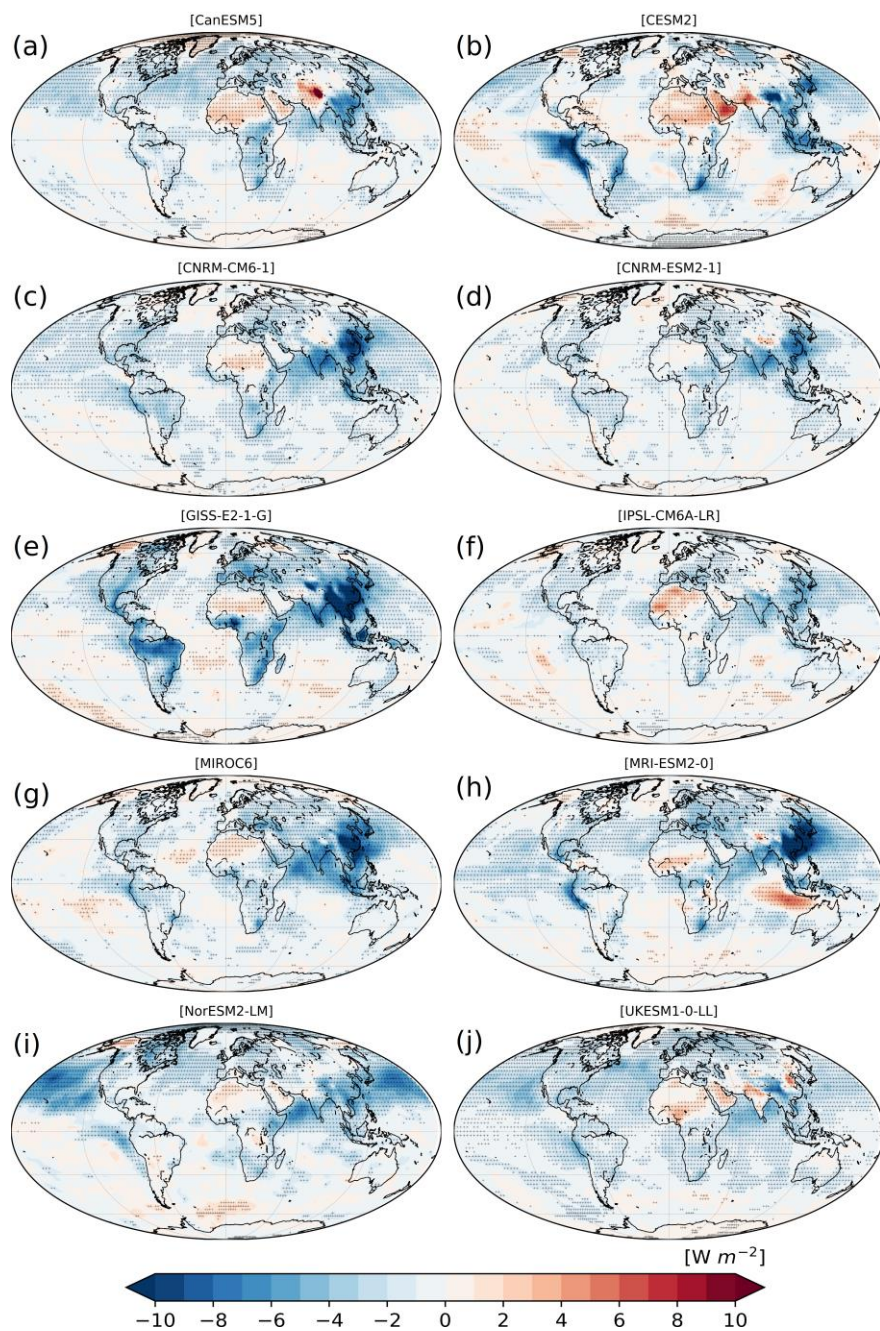 [CanESM5] [CESM2]
(a) (b)
[CNRM-CM6-1] [CNRM-ESM2-1]
(c) (d)
[GISS-E2-1-G] [IPSL-CM6A-LR]
(e) (f)
[MIROC6] [MRI-ESM2-0]
(g) (h)
[NorESM2-LM] [UKESM1-0-LL]
(i) (j)
[W m⁻²]
−10 −8 −6 −4 −2 0 2 4 6 8 10